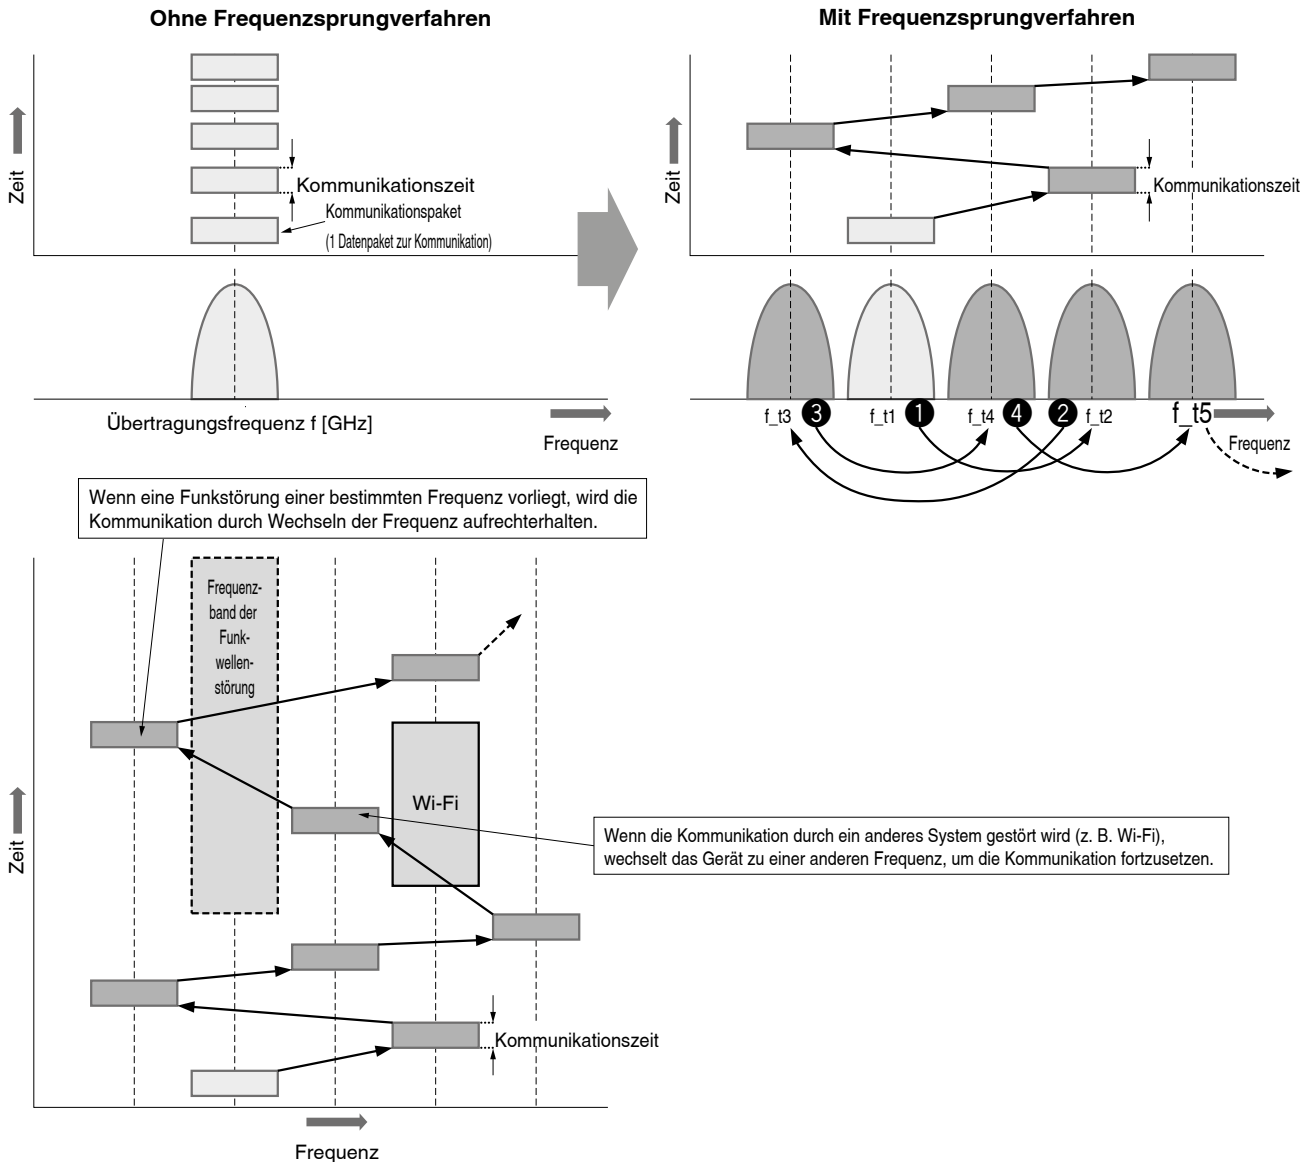 Ohne Frequenzsprungverfahren
Zeit
Kommunikationszeit
Kommunikationspaket
(1 Datenpaket zur Kommunikation)
Übertragungsfrequenz f [GHz]
Frequenz
Mit Frequenzsprungverfahren
Zeit
Kommunikationszeit
f_t3 3 f_t1 1 f_t4 4 2 f_t2 f_t5
Frequenz
Wenn eine Funkstörung einer bestimmten Frequenz vorliegt, wird die
Kommunikation durch Wechseln der Frequenz aufrechterhalten.
Frequenz-
band der
Funk-
wellen-
störung
Wi-Fi
Wenn die Kommunikation durch ein anderes System gestört wird (z. B. Wi-Fi),
wechselt das Gerät zu einer anderen Frequenz, um die Kommunikation fortzusetzen.
Zeit
Kommunikationszeit
Frequenz